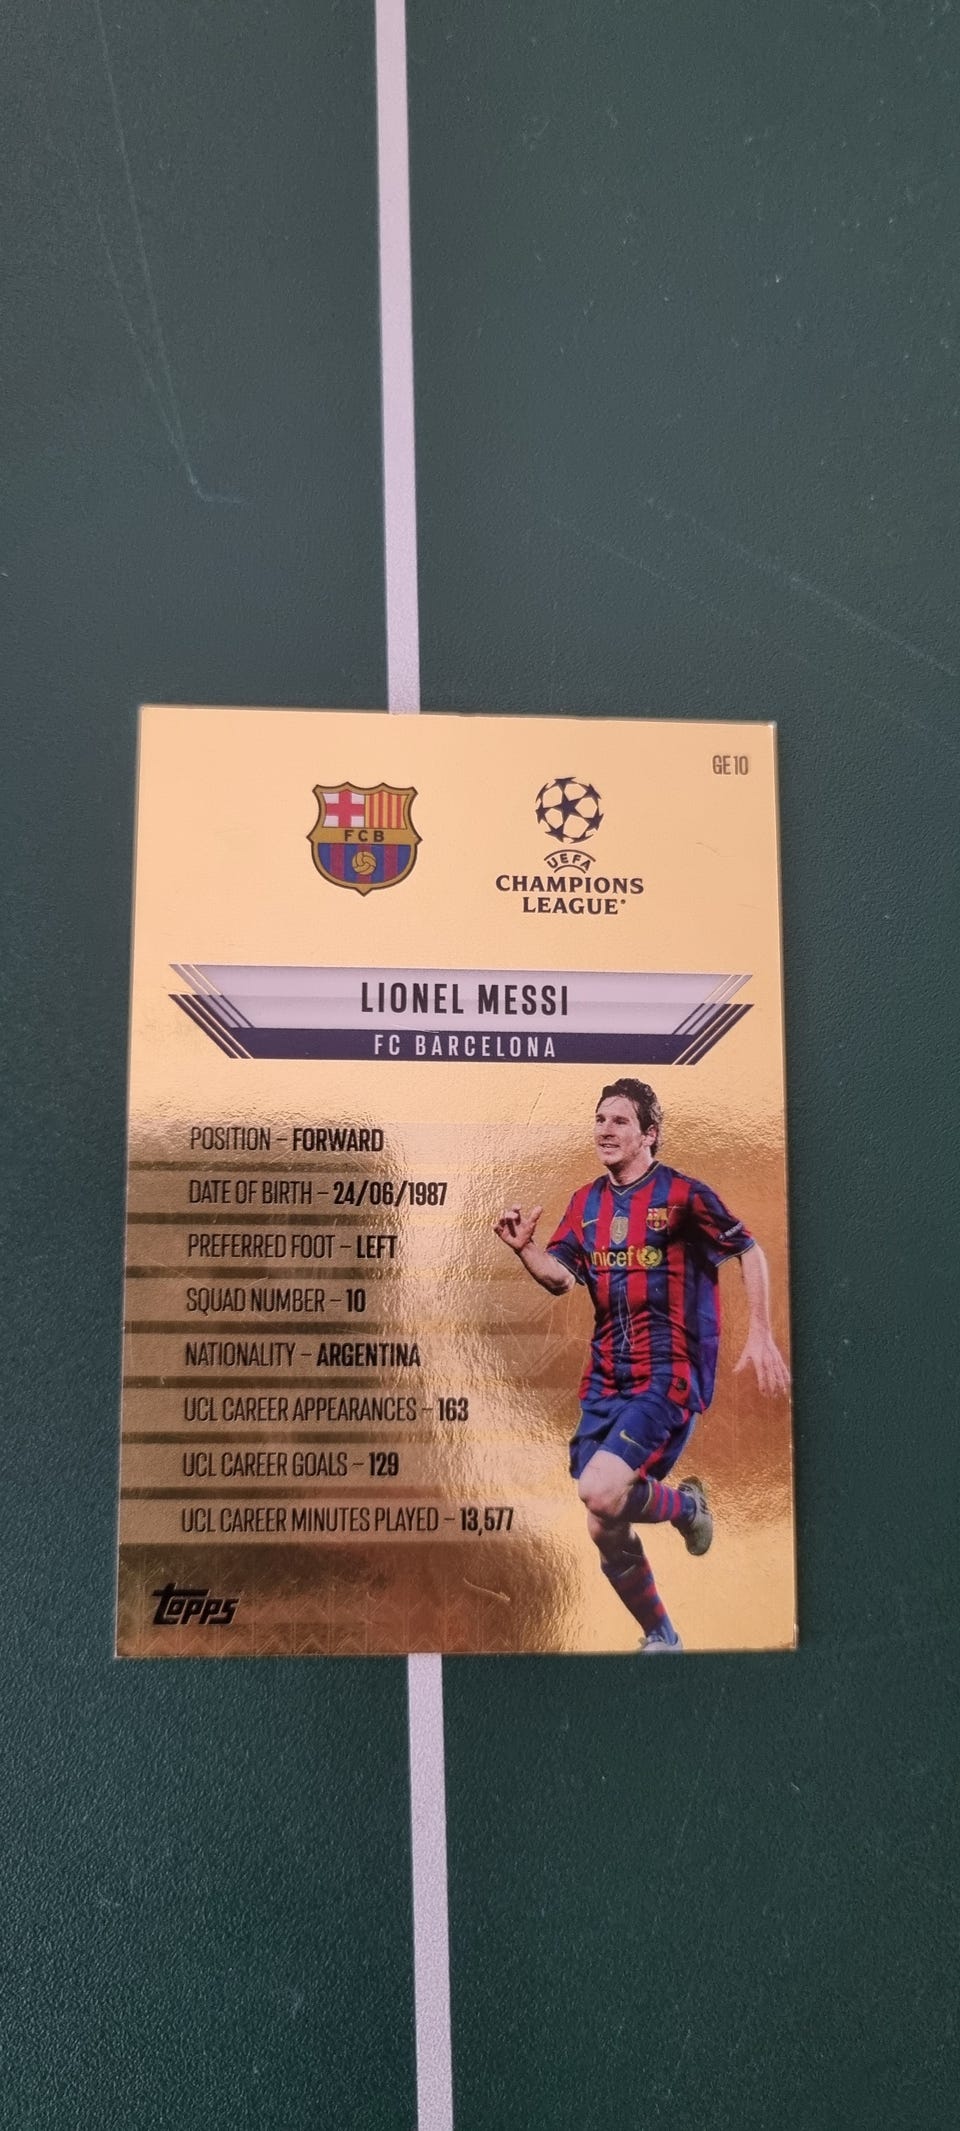 GE10
FCB
UEFA
CHAMPIONS
LEAGUE®
LIONEL MESSI
FC BARCELONA
POSITION – FORWARD
DATE OF BIRTH – 24/06/1987
PREFERRED FOOT – LEFT
unicef
SQUAD NUMBER – 10
NATIONALITY – ARGENTINA
UCL CAREER APPEARANCES – 163
UCL CAREER GOALS – 129
UCL CAREER MINUTES PLAYED – 13,577
topps